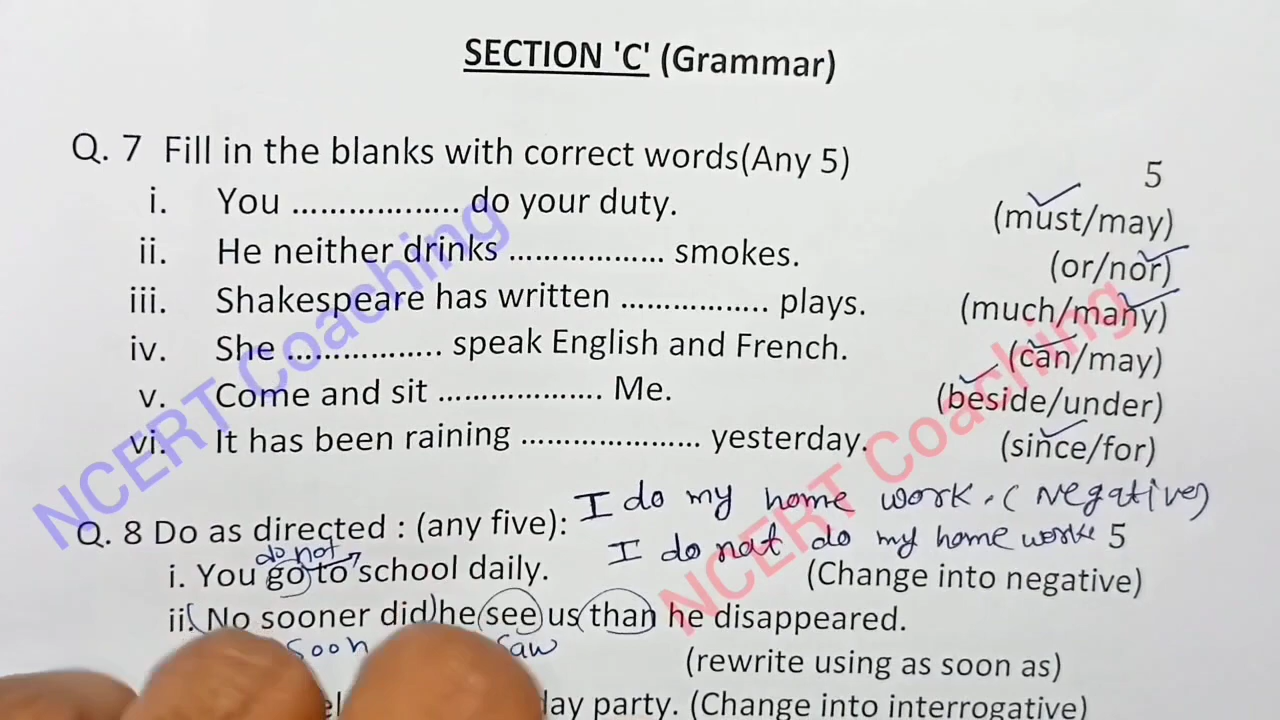 SECTION 'C' (Grammar)
Q. 7 Fill in the blanks with correct words(Any 5)
5
i. You ................... do your duty. (must/may)
ii. He neither drinks ................... smokes. (or/nor)
iii. Shakespeare has written .................. plays. (much/many)
iv. She ................... speak English and French. (can/may)
v. Come and sit .................... Me. (beside/under)
vi. It has been raining ...................... yesterday. (since/for)
I do my home work. (Negative)
Q. 8 Do as directed : (any five):
I do not do my home work 5
do not
i. You go to school daily. (Change into negative)
ii. No sooner did he see us than he disappeared.
soon saw
(rewrite using as soon as)
day party. (Change into interrogative)
NCERT Coaching
NCERT Coaching